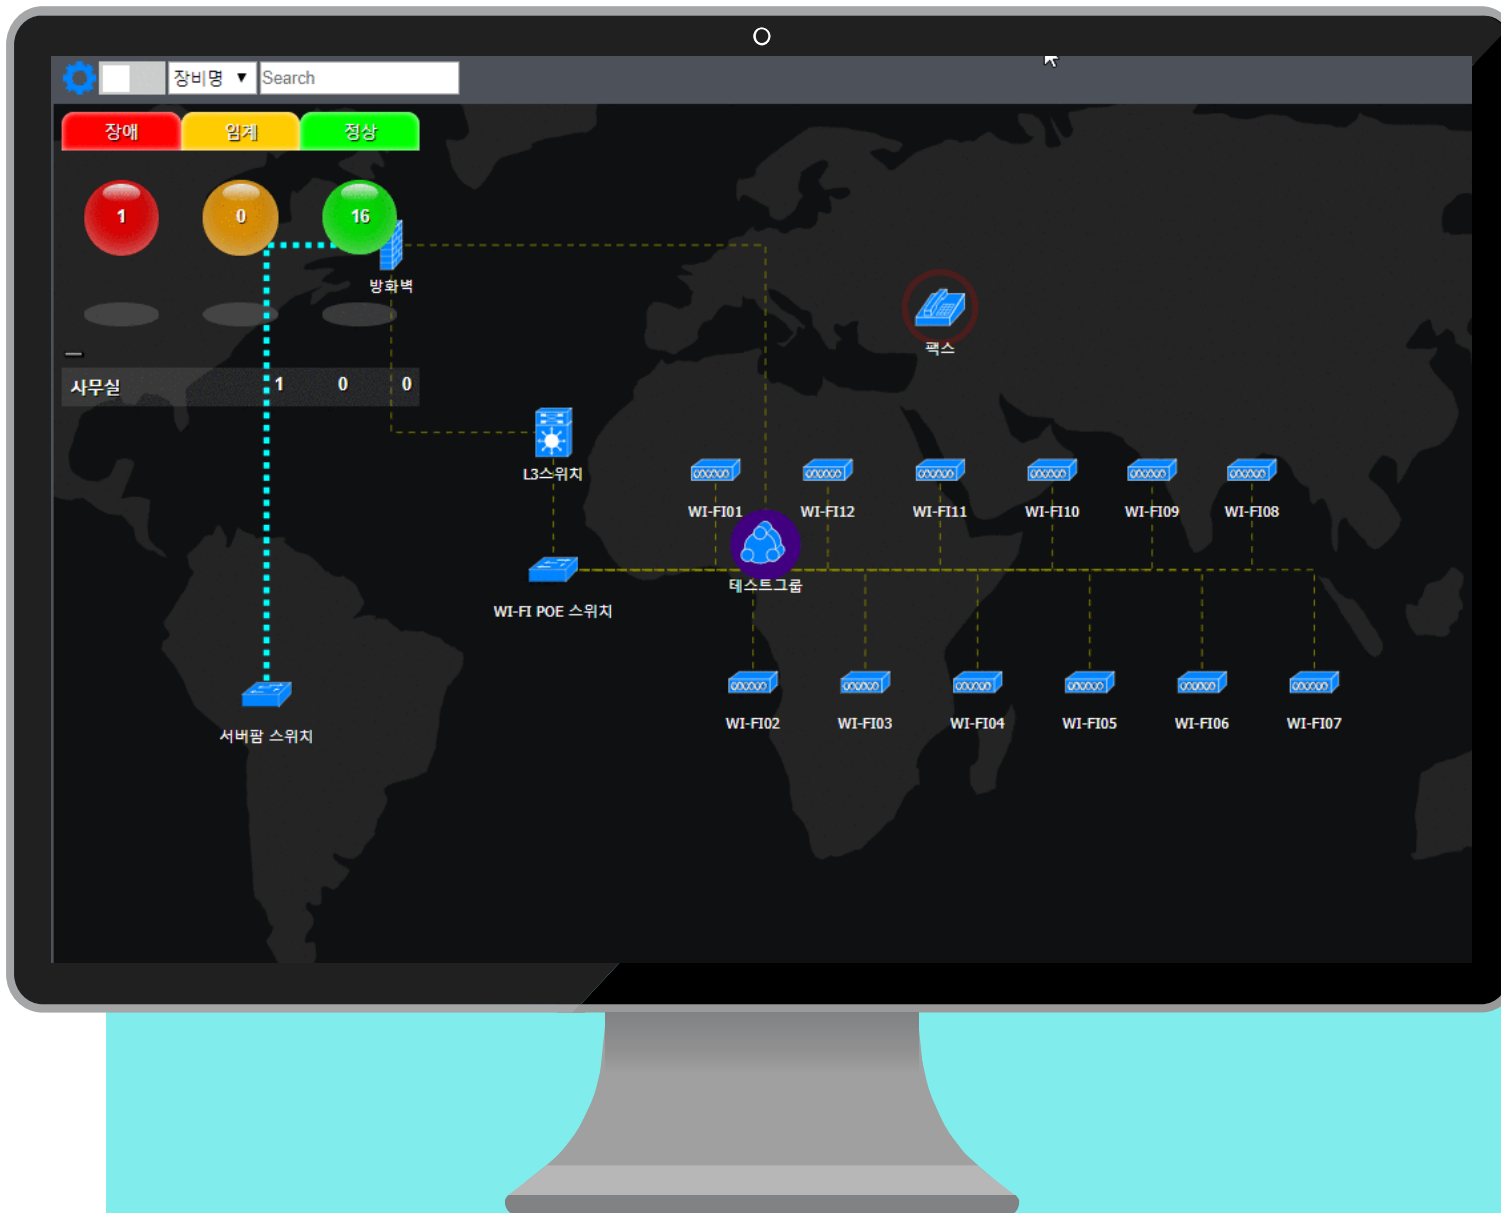 장비명 ▼ Search
장애 임계 정상
1 0 16
방화벽
팩스
사무실 1 0 0
L3스위치
WI-FI01 WI-FI12 WI-FI11 WI-FI10 WI-FI09 WI-FI08
테스트그룹
WI-FI POE 스위치
WI-FI02 WI-FI03 WI-FI04 WI-FI05 WI-FI06 WI-FI07
서버팜 스위치